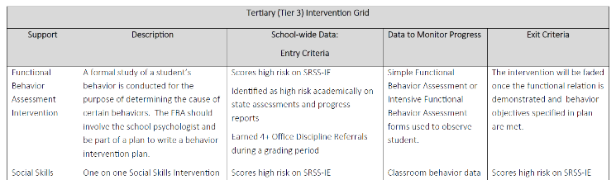 Tertiary (Tier 3) Intervention Grid
Support
Description
School-wide Data:
Entry Criteria
Data to Monitor Progress
Exit Criteria
Functional
Behavior
Assessment
Intervention
A formal study of a student's
behavior is conducted for the
purpose of determining the cause of
certain behaviors. The FBA should
involve the school psychologist and
be part of a plan to write a behavior
intervention plan.
Scores high risk on SRSS-IE
Identified as high risk academically on
state assessments and progress
reports
Earned 4+ Office Discipline Referrals
during a grading period
Simple Functional
Behavior Assessment or
Intensive Functional
Behavior Assessment
forms used to observe
student.
The intervention will be faded
once the functional relation is
demonstrated and behavior
objectives specified in plan
are met.
Social Skills
One on one Social Skills Intervention
Scores high risk on SRSS-IE
Classroom behavior data
Scores high risk on SRSS-IE